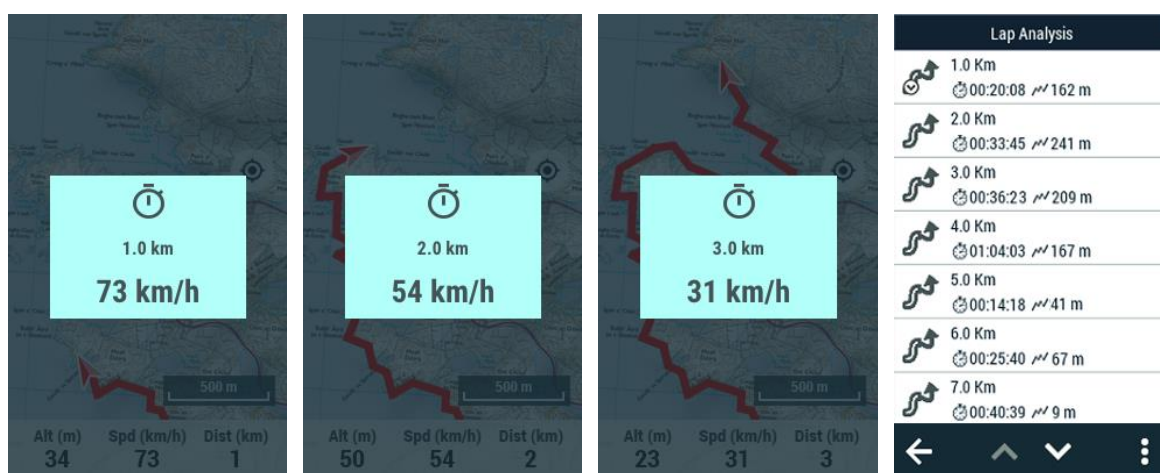 1.0 km
73 km/h
500 m
Alt (m) Spd (km/h) Dist (km)
34 73 1
2.0 km
54 km/h
500 m
Alt (m) Spd (km/h) Dist (km)
50 54 2
3.0 km
31 km/h
500 m
Alt (m) Spd (km/h) Dist (km)
23 31 3
Lap Analysis
1.0 Km
00:20:08 162 m
2.0 Km
00:33:45 241 m
3.0 Km
00:36:23 209 m
4.0 Km
01:04:03 167 m
5.0 Km
00:14:18 41 m
6.0 Km
00:25:40 67 m
7.0 Km
00:40:39 9 m